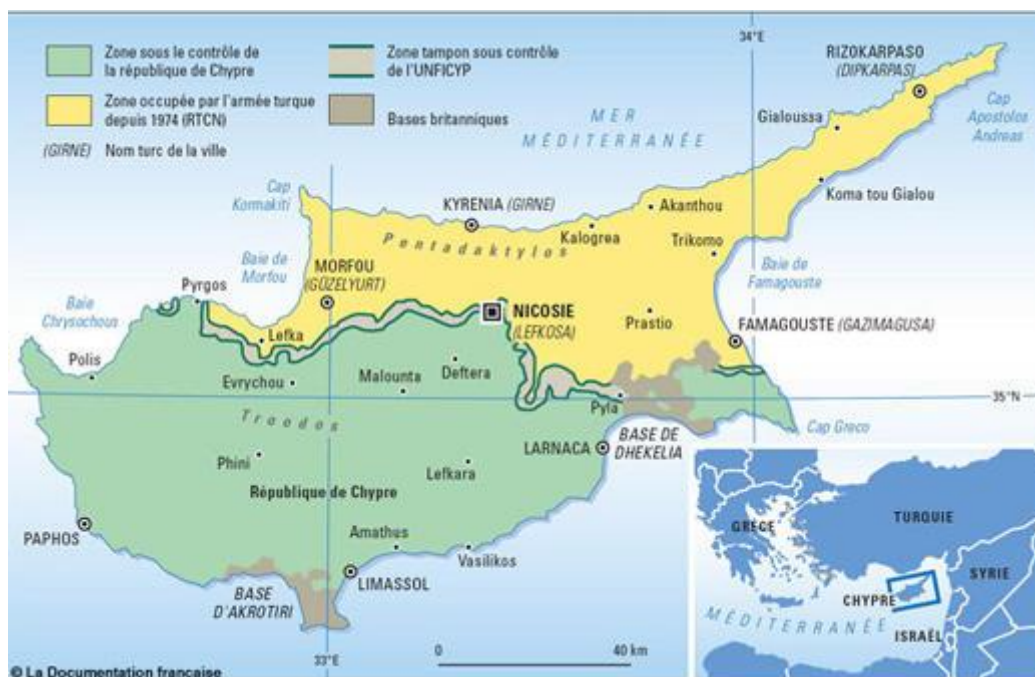 Zone sous le contrôle de
la république de Chypre
Zone occupée par l'armée turque
depuis 1974 (RTCN)
(GIRNE) Nom turc de la ville
Zone tampon sous contrôle
de l'UNFICYP
Bases britanniques
34°E
RIZOKARPASO
(DIPKARPAS)
Cap
Apostolos
Andreas
Gialoussa
MER
MÉDITERRANÉE
Koma tou Gialou
Cap
Kormakiti
KYRENIA (GIRNE)
Akanthou
Kalogrea
Trikomo
Pentadaktylos
Baie de
Morfou
MORFOU
(GÜZELYURT)
Baie de
Famagouste
Pyrgos
Baie
Chrysochous
NICOSIE
(LEFKOSA)
Prastio
FAMAGOUSTE (GAZIMAGUSA)
Lefka
Polis
Evrychou
Malounta
Deftera
Pyla
35°N
Troodos
Cap Greco
BASE DE
DHEKELIA
LARNACA
Phini
Lefkara
République de Chypre
PAPHOS
Amathus
Vasilikos
LIMASSOL
BASE
D'AKROTIRI
33°E
0 40 km
© La Documentation française
GRÈCE
TURQUIE
SYRIE
CHYPRE
MÉDITERRANÉE
ISRAËL